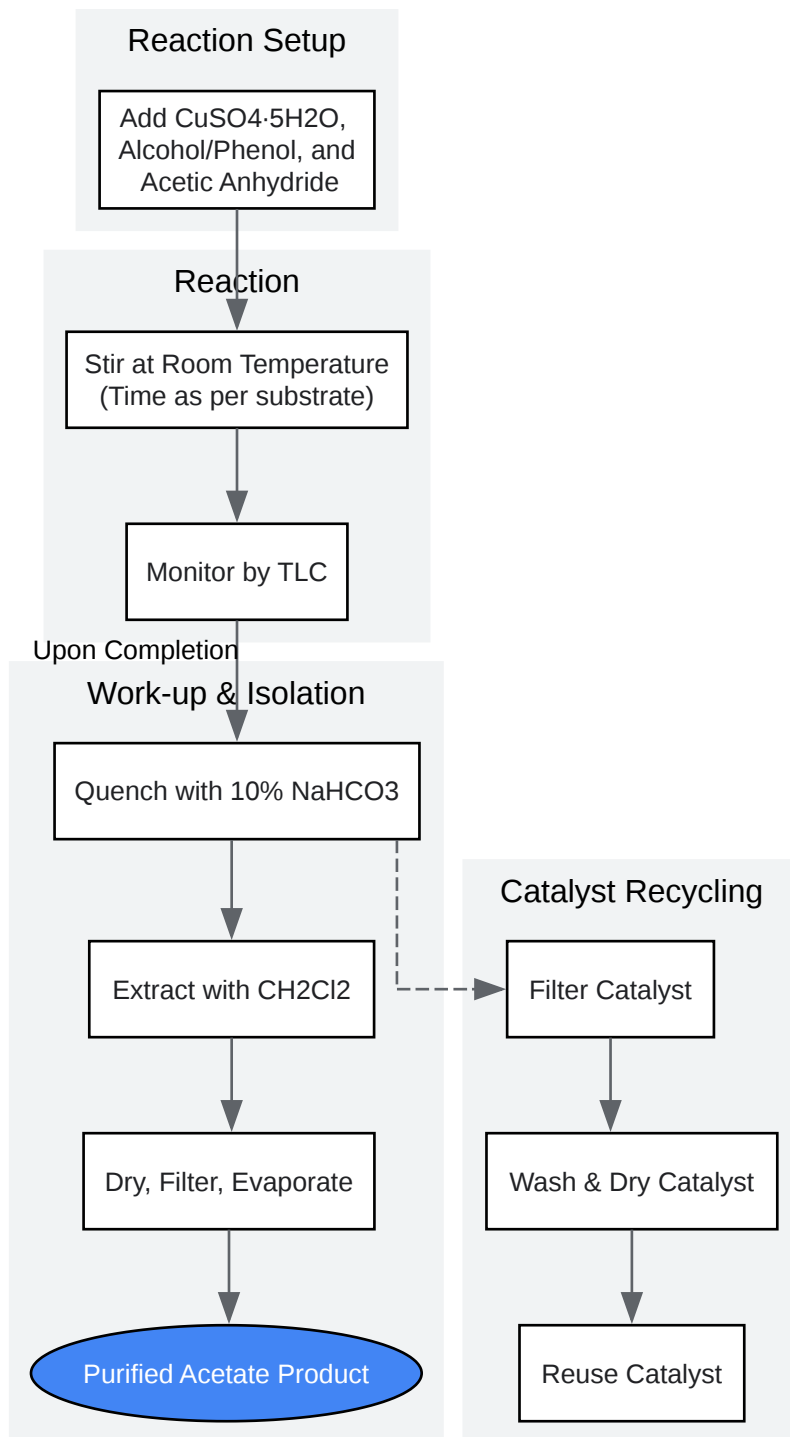 Reaction Setup
Add CuSO4·5H2O,
Alcohol/Phenol, and
Acetic Anhydride
Reaction
Stir at Room Temperature
(Time as per substrate)
Monitor by TLC
Upon Completion
Work-up & Isolation
Quench with 10% NaHCO3
Extract with CH2Cl2
Dry, Filter, Evaporate
Purified Acetate Product
Catalyst Recycling
Filter Catalyst
Wash & Dry Catalyst
Reuse Catalyst